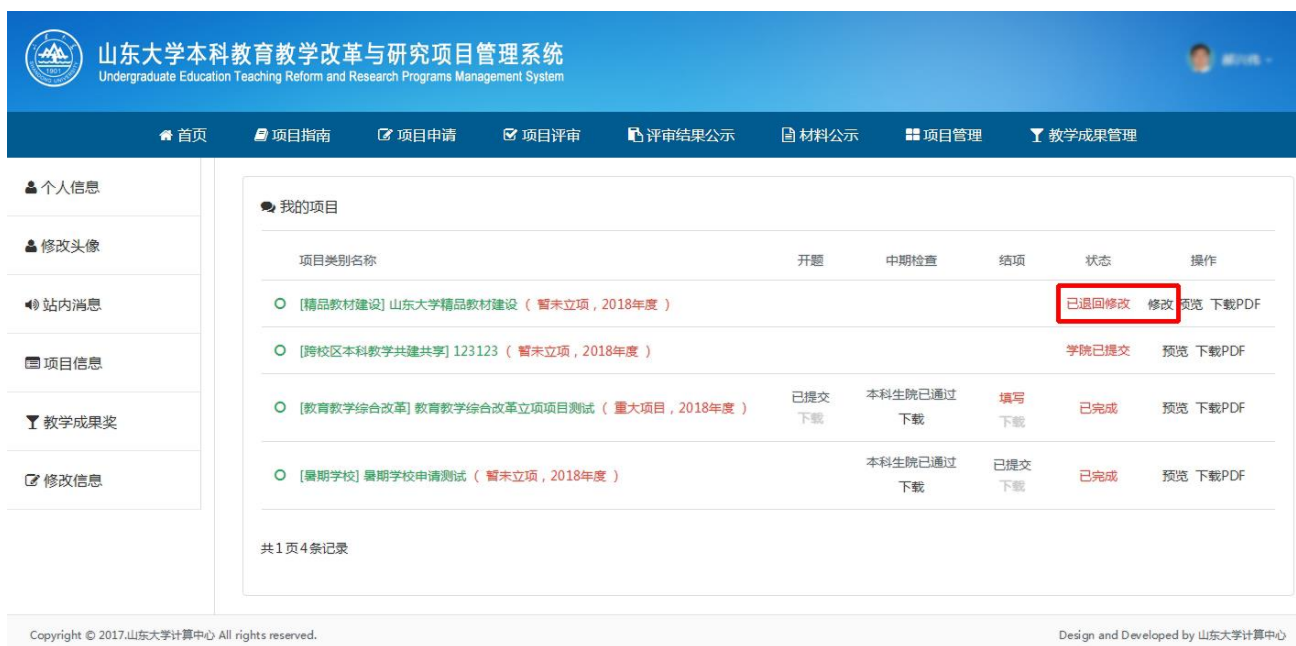 山东大学本科教育教学改革与研究项目管理系统
Undergraduate Education Teaching Reform and Research Programs Management System
1901
首页 项目指南 项目申请 项目评审 评审结果公示 材料公示 项目管理 教学成果管理
个人信息
修改头像
站内消息
项目信息
教学成果奖
修改信息
我的项目
项目类别名称 开题 中期检查 结项 状态 操作
[精品教材建设] 山东大学精品教材建设 ( 暂未立项 , 2018年度 ) 已退回修改 修改 预览 下载PDF
[跨校区本科教学共建共享] 123123 ( 暂未立项 , 2018年度 ) 学院已提交 预览 下载PDF
[教育教学综合改革] 教育教学综合改革立项项目测试 ( 重大项目 , 2018年度 ) 已提交 本科生院已通过 填写 已完成 预览 下载PDF
下载 下载 下载
[暑期学校] 暑期学校申请测试 ( 暂未立项 , 2018年度 ) 本科生院已通过 已提交 已完成 预览 下载PDF
下载 下载
共1页4条记录
Copyright © 2017.山东大学计算中心 All rights reserved. Design and Developed by 山东大学计算中心